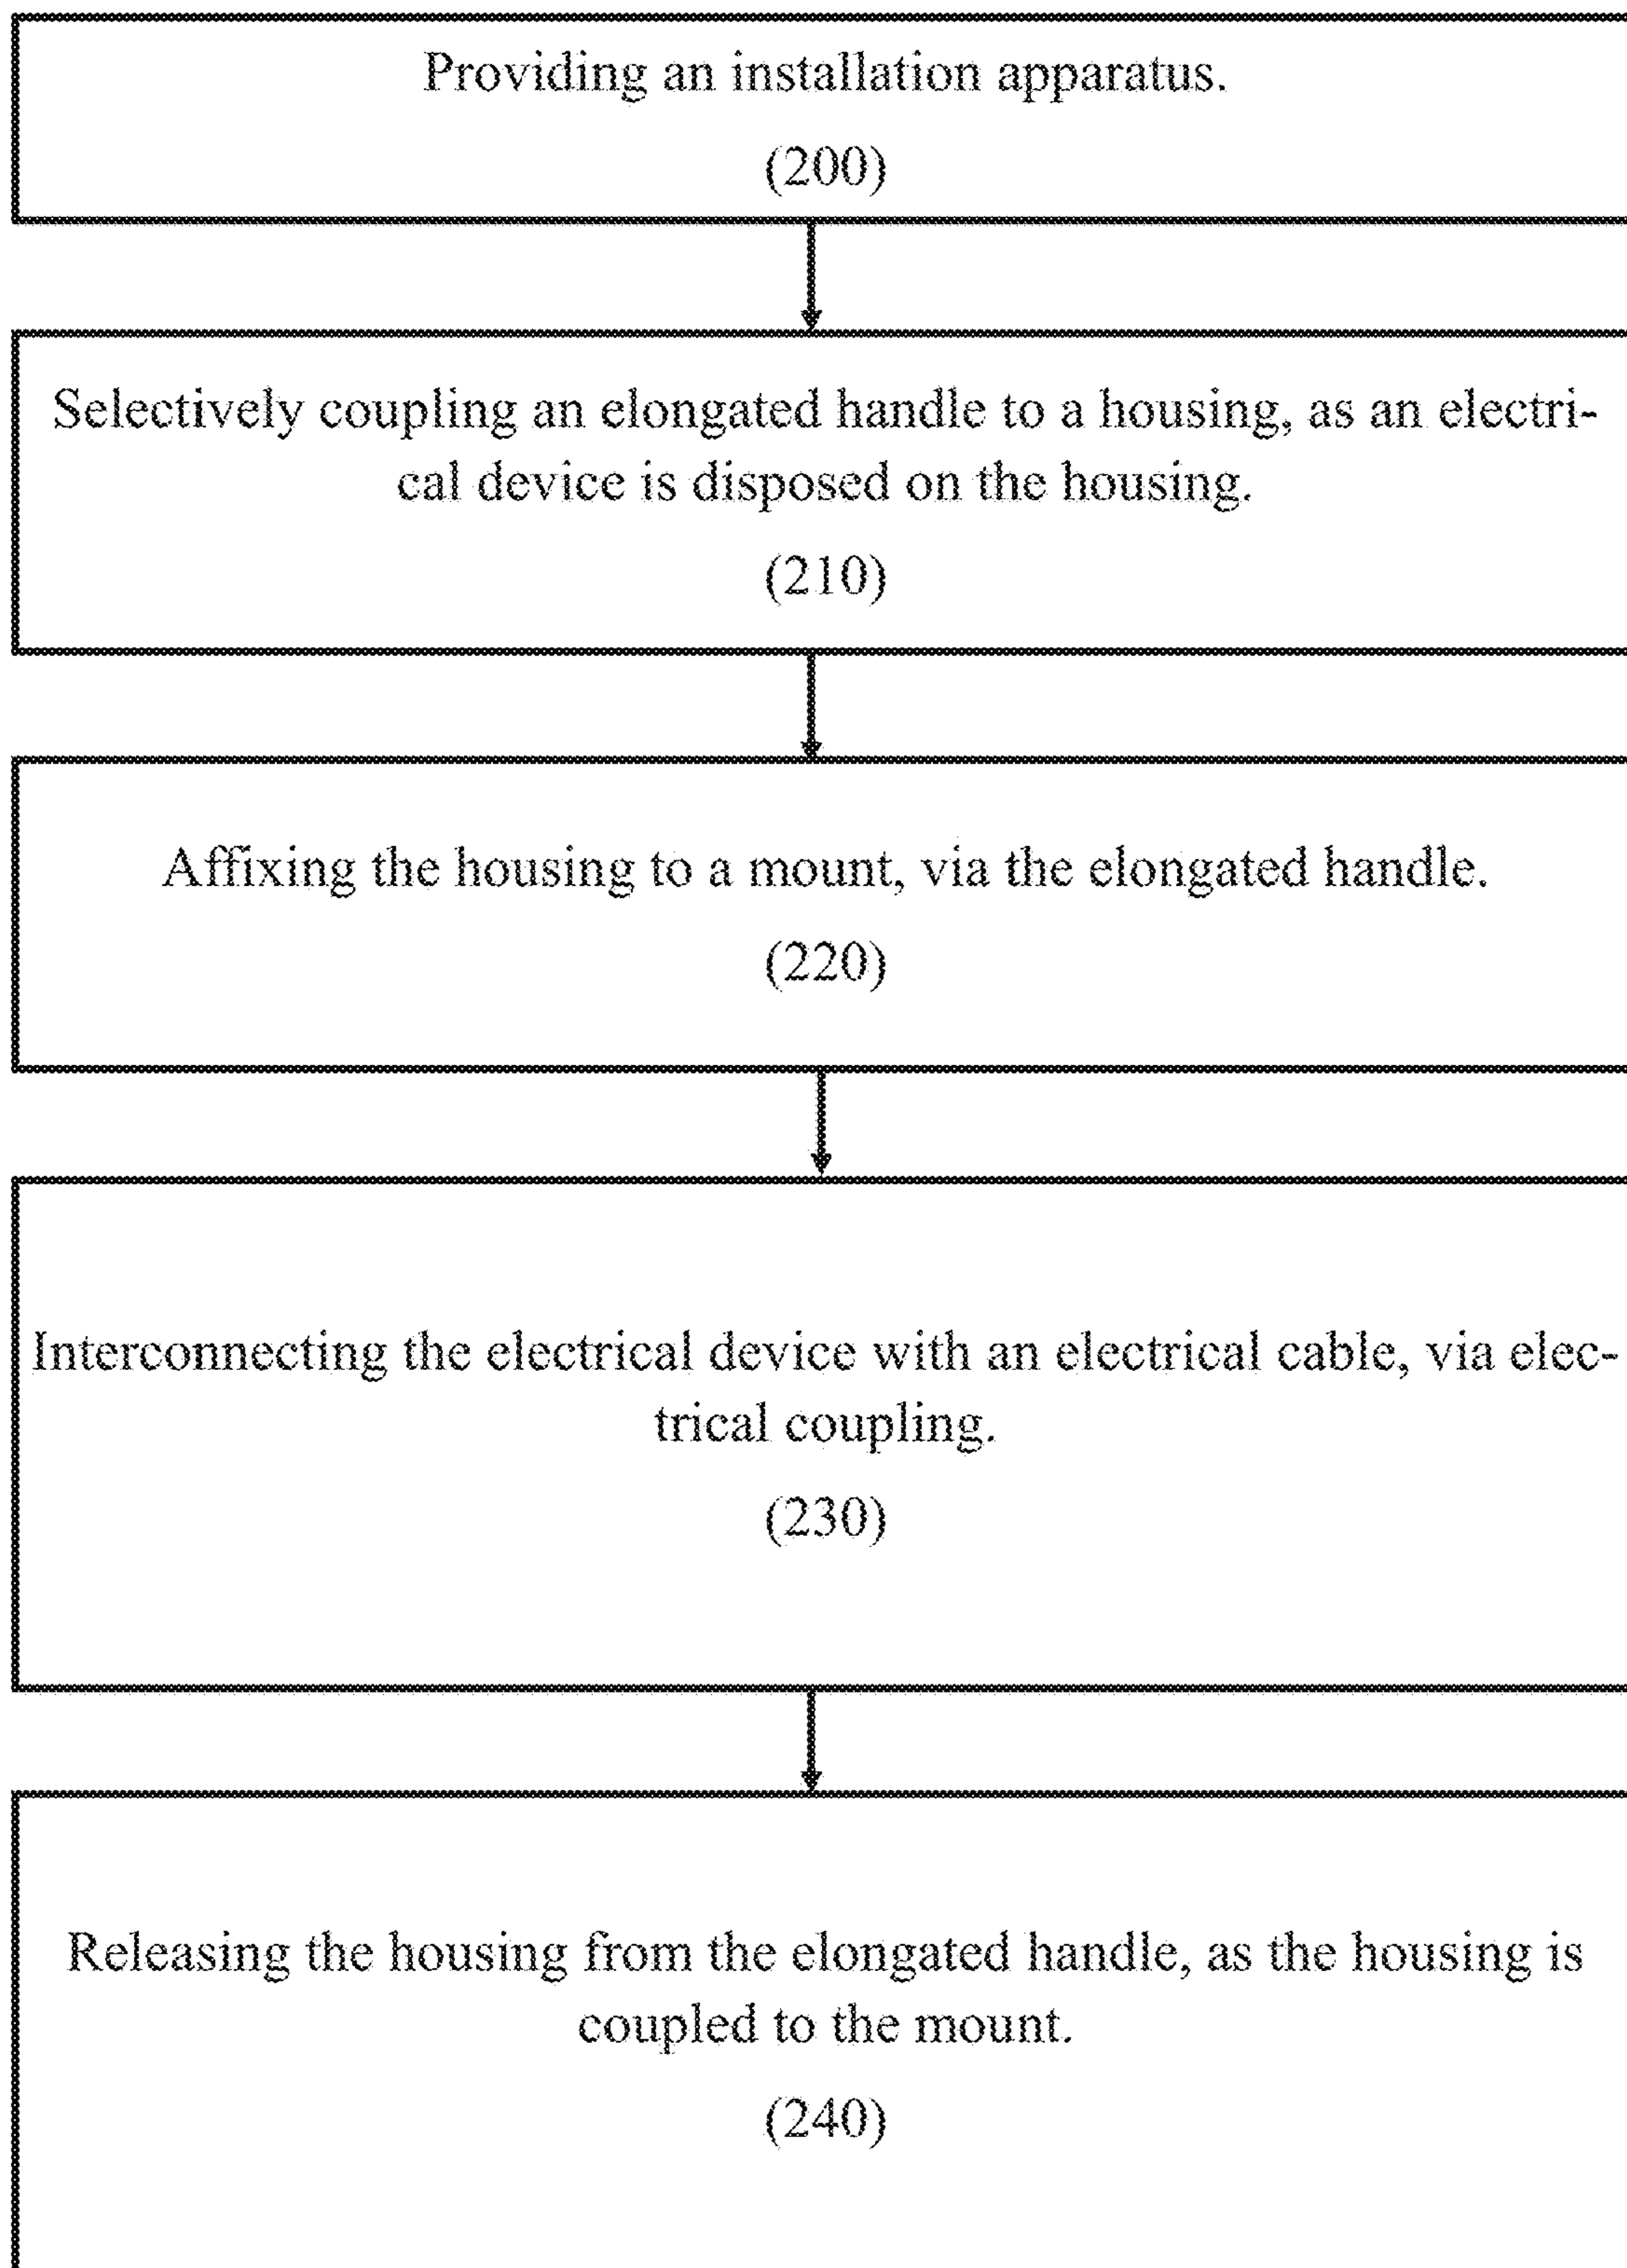 Providing an installation apparatus.
(200)
Selectively coupling an elongated handle to a housing, as an electri-
cal device is disposed on the housing.
(210)
Affixing the housing to a mount, via the elongated handle.
(220)
Interconnecting the electrical device with an electrical cable, via elec-
trical coupling.
(230)
Releasing the housing from the elongated handle, as the housing is
coupled to the mount.
(240)